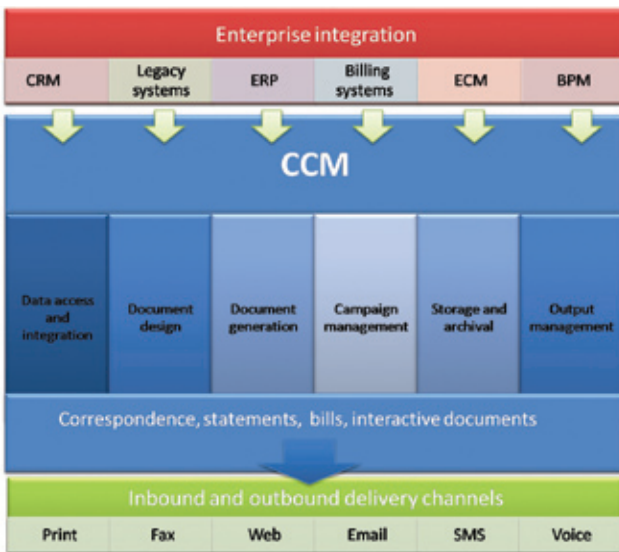 Enterprise integration
CRM
Legacy
systems
ERP
Billing
systems
ECM
BPM
CCM
Data access
and
integration
Document
design
Document
generation
Campaign
management
Storage and
archival
Output
management
Correspondence, statements, bills, interactive documents
Inbound and outbound delivery channels
Print
Fax
Web
Email
SMS
Voice